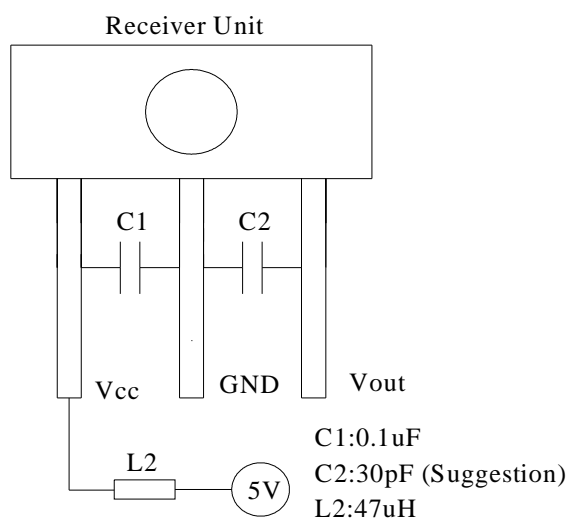 Receiver Unit
C1
C2
Vcc
GND
Vout
L2
5V
C1:0.1uF
C2:30pF (Suggestion)
L2:47uH